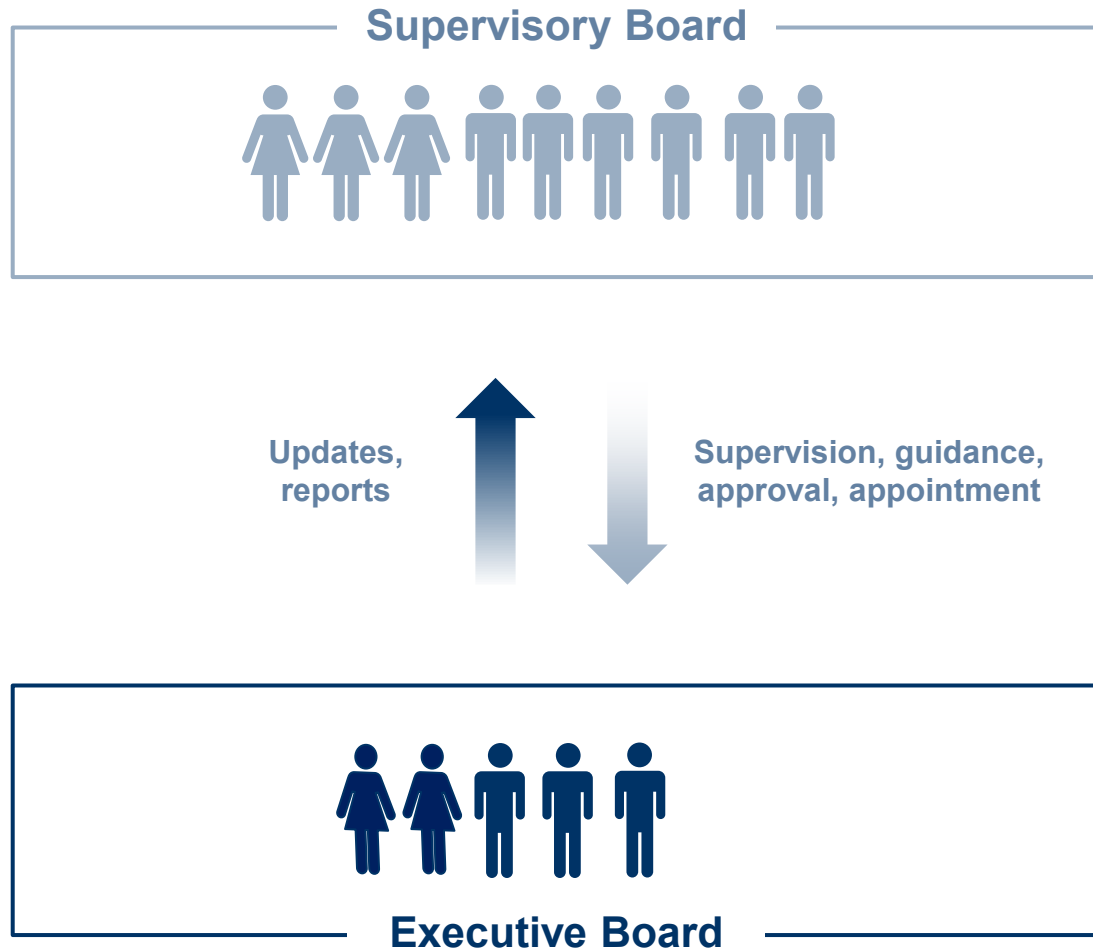 Supervisory Board
Updates,
reports
Supervision, guidance,
approval, appointment
Executive Board